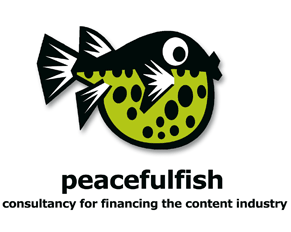 peacefulfish
consultancy for financing the content industry